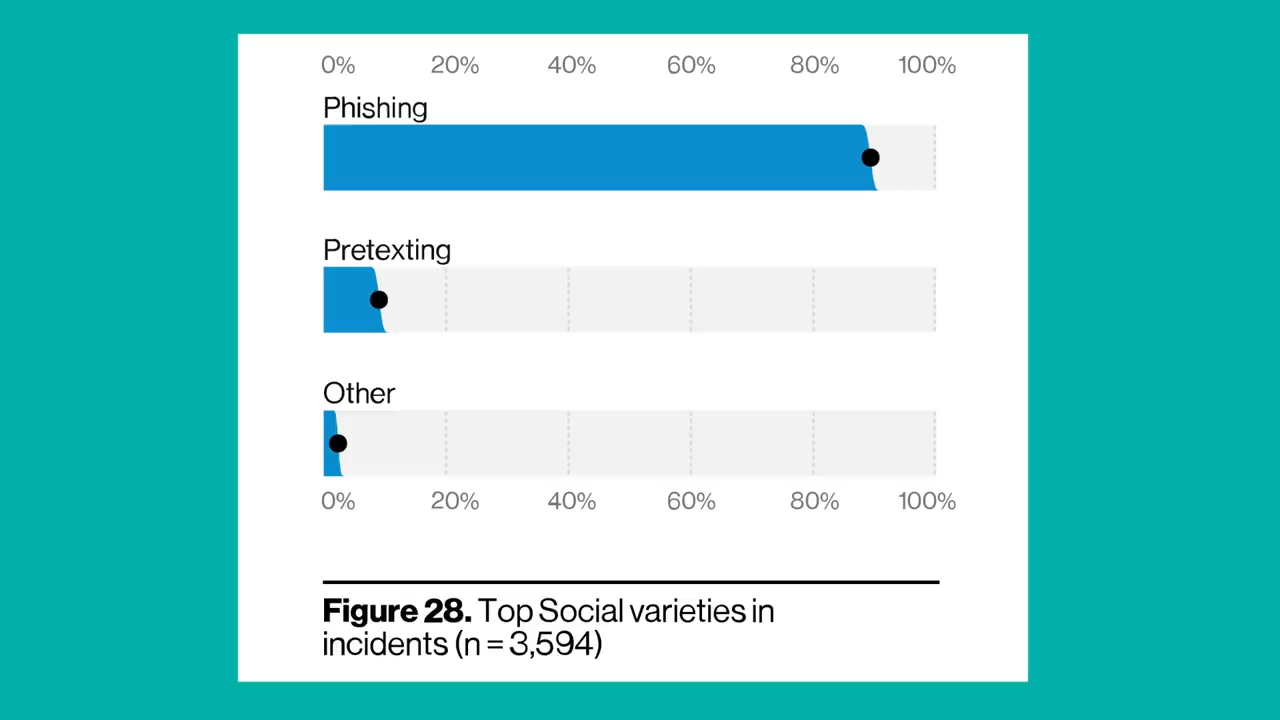 0% 20% 40% 60% 80% 100%
Phishing
Pretexting
Other
0% 20% 40% 60% 80% 100%
Figure 28. Top Social varieties in
incidents (n = 3,594)